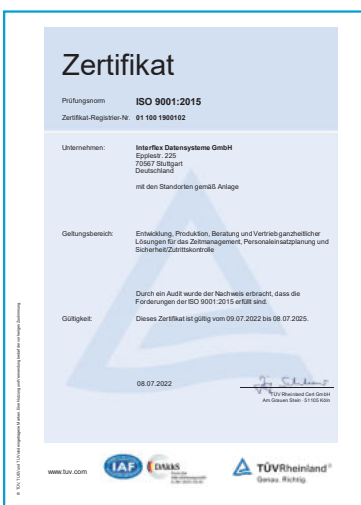 Zertifikat
Prüfungsnorm ISO 9001:2015
Zertifikat-Registrier-Nr. 01 100 1900102
Unternehmen: Interflex Datensysteme GmbH
Epplestr. 225
70567 Stuttgart
Deutschland
mit den Standorten gemäß Anlage
Geltungsbereich: Entwicklung, Produktion, Beratung und Vertrieb ganzheitlicher
Lösungen für das Zeitmanagement, Personaleinsatzplanung und
Sicherheit/Zutrittskontrolle
Durch ein Audit wurde der Nachweis erbracht, dass die
Forderungen der ISO 9001:2015 erfüllt sind.
Gültigkeit: Dieses Zertifikat ist gültig vom 09.07.2022 bis 08.07.2025.
08.07.2022
TÜV Rheinland Cert GmbH
Am Grauen Stein · 51105 Köln
www.tuv.com
IAF
DAkkS
TÜVRheinland®
Genau. Richtig.